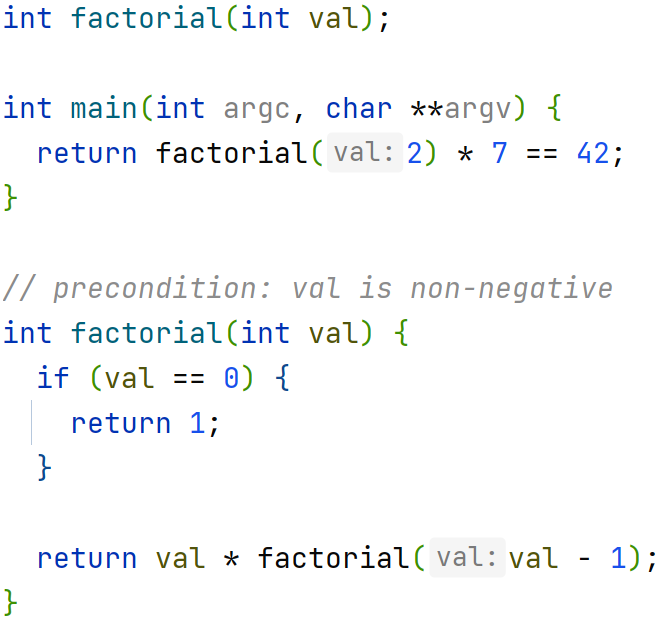 int factorial(int val);

int main(int argc, char **argv) {
  return factorial( val: 2) * 7 == 42;
}

// precondition: val is non-negative
int factorial(int val) {
  if (val == 0) {
    return 1;
  }

  return val * factorial( val: val - 1);
}